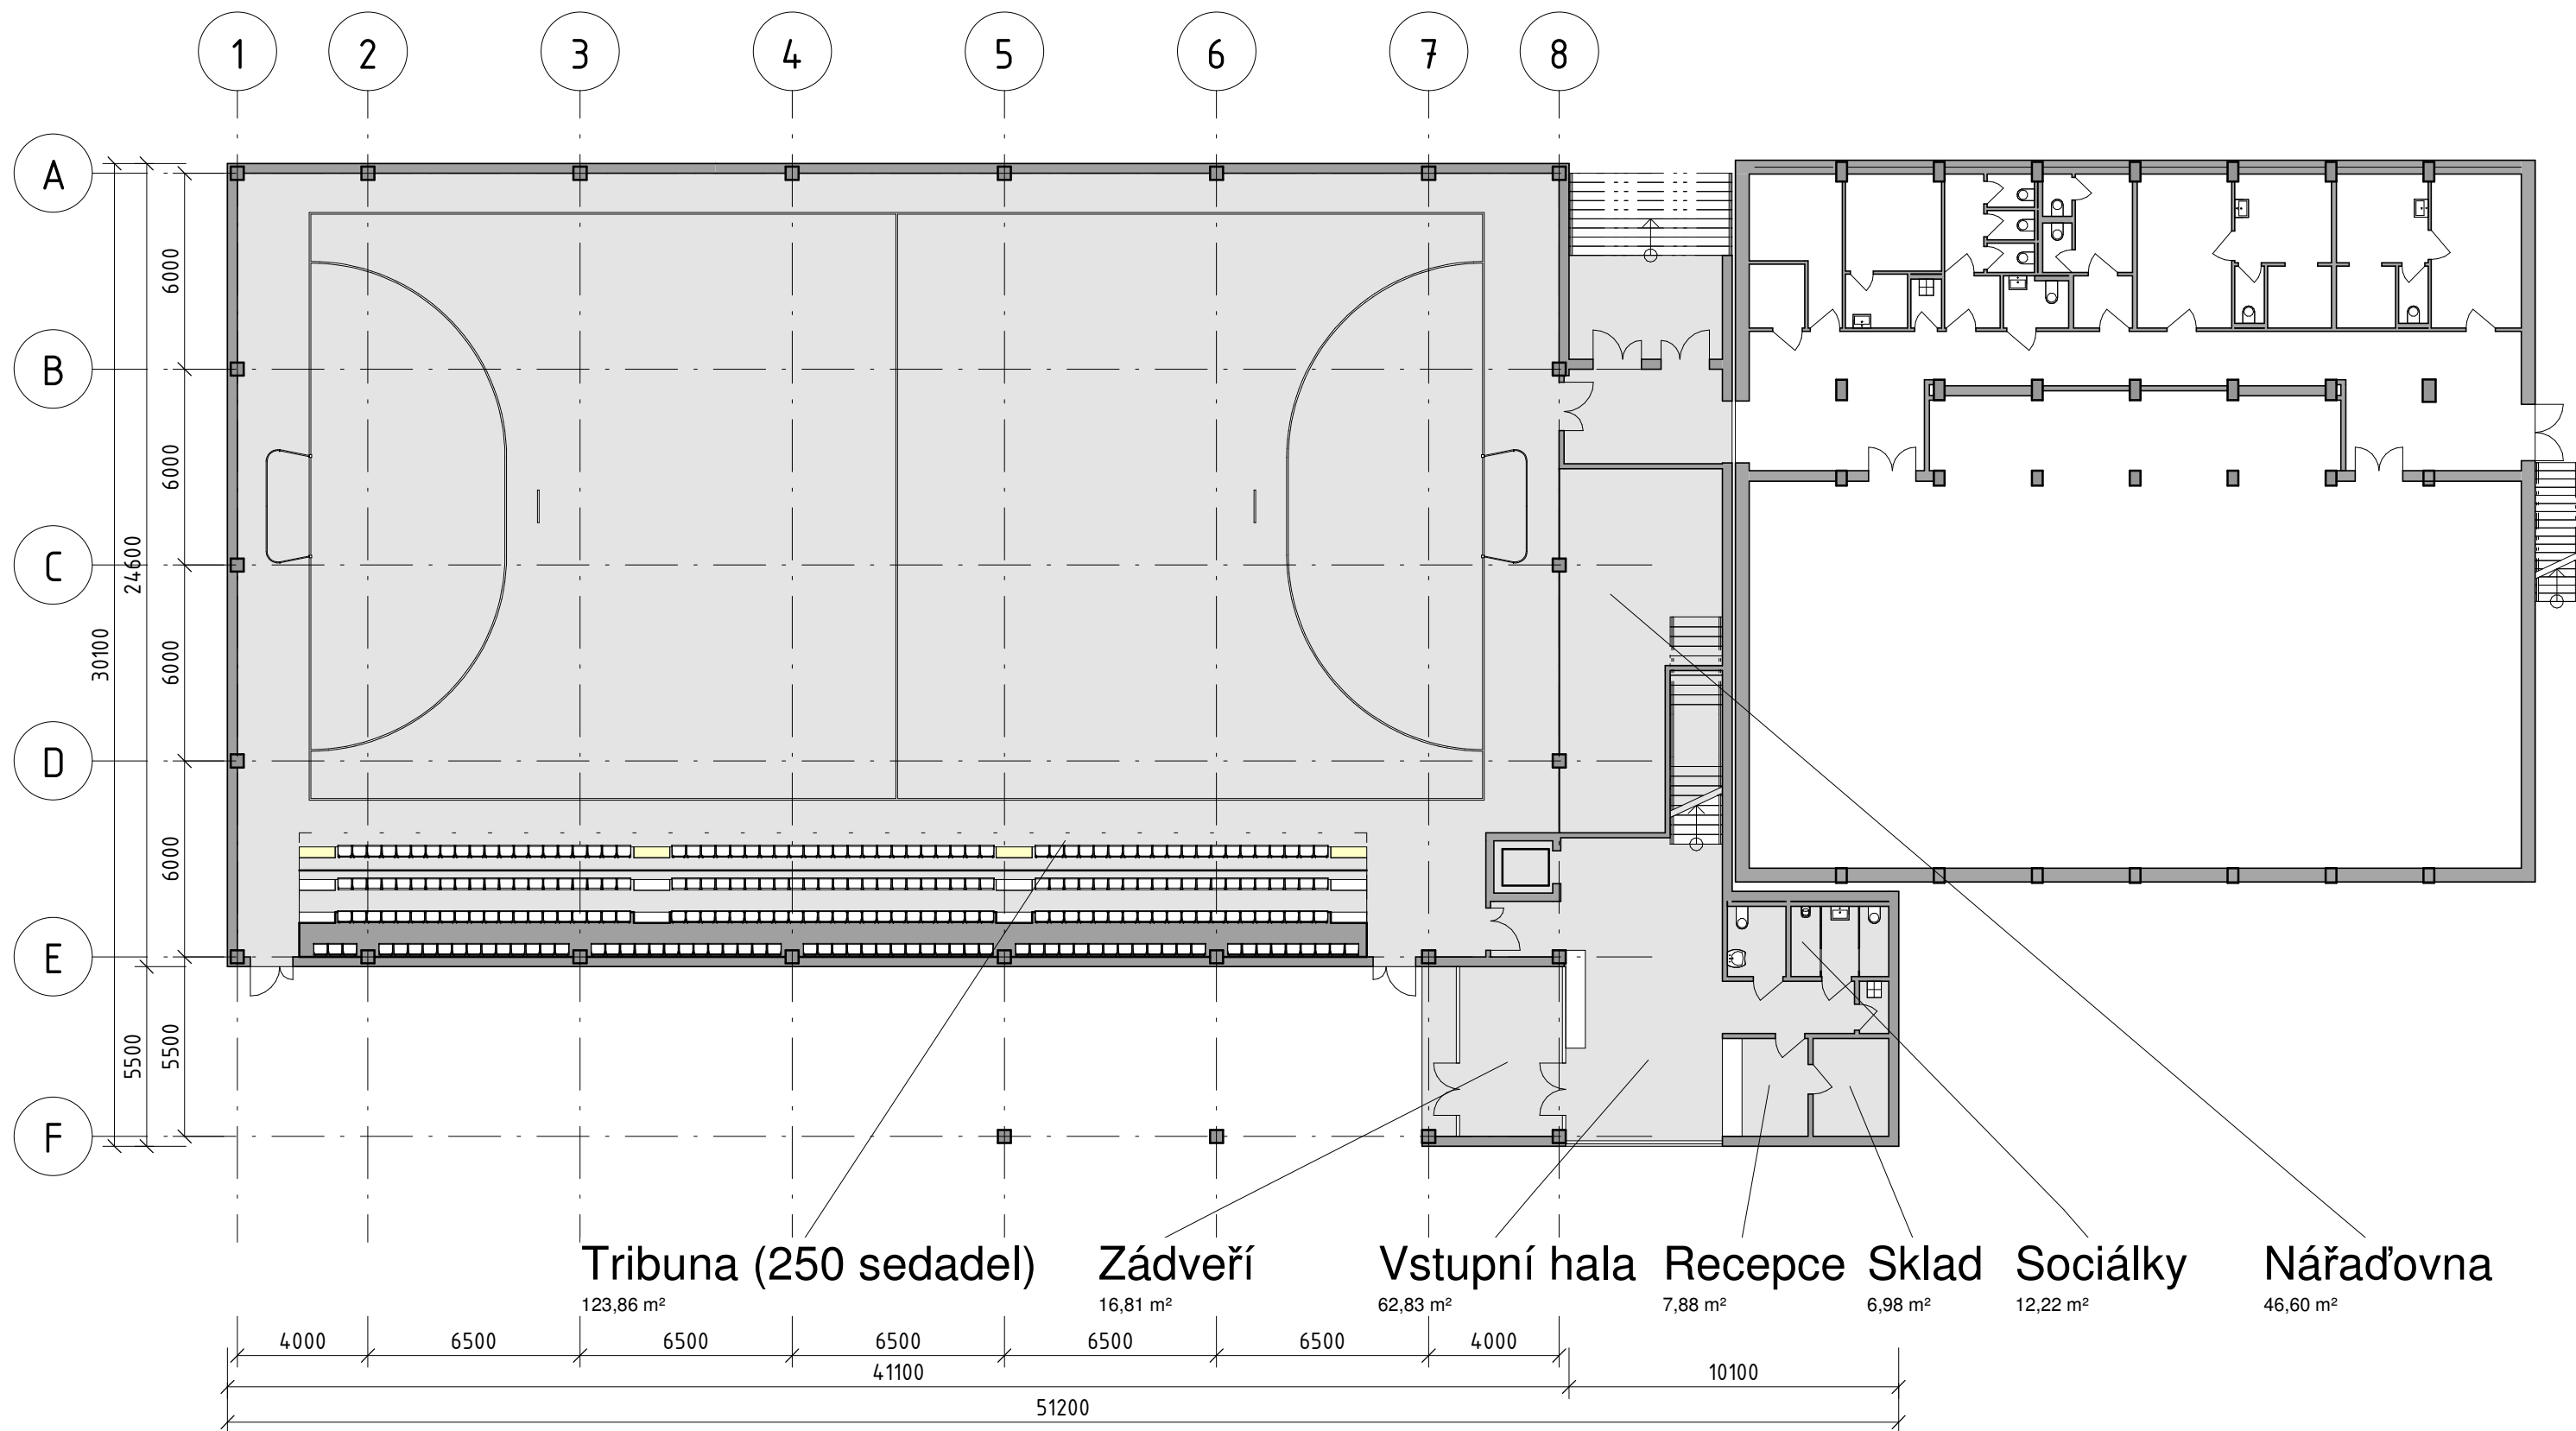 1 2 3 4 5 6 7 8
A
B
C
D
E
F
6000
6000
6000
6000
5500
24600
5500
30100
Tribuna (250 sedadel)
123,86 m²
Zádveří
16,81 m²
Vstupní hala
62,83 m²
Recepce
7,88 m²
Sklad
6,98 m²
Sociálky
12,22 m²
Nářaďovna
46,60 m²
4000 6500 6500 6500 6500 6500 4000
41100 10100
51200